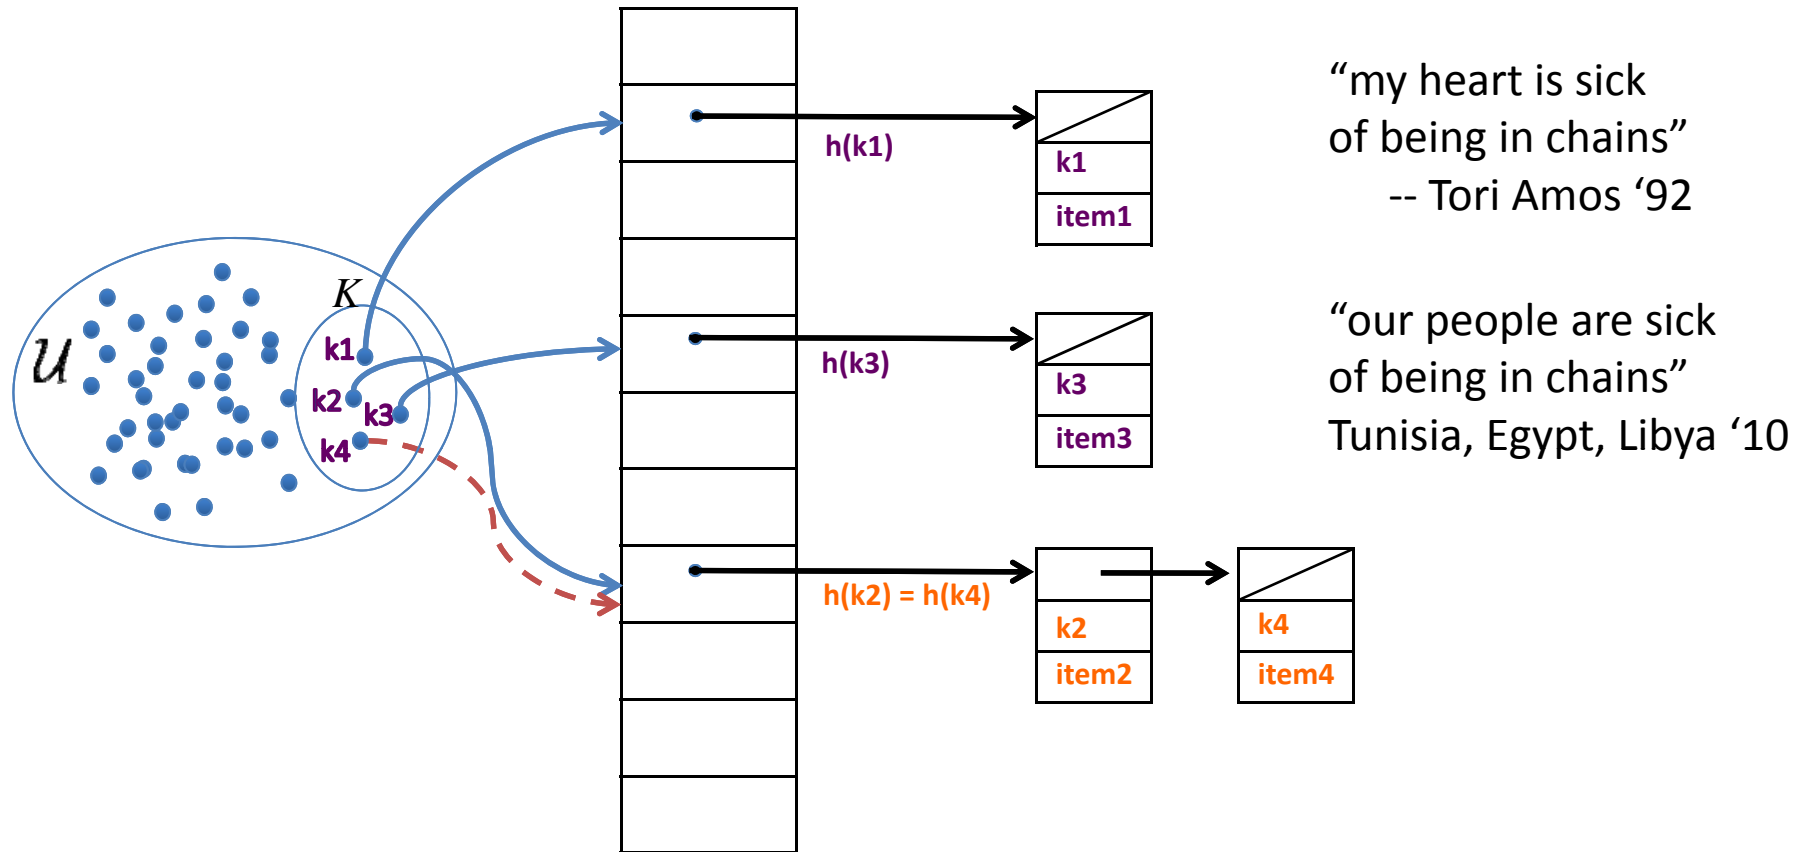 𝒰
K
k1
k2
k3
k4
h(k1)
k1
item1
h(k3)
k3
item3
h(k2) = h(k4)
k2
item2
k4
item4
“my heart is sick
of being in chains”
-- Tori Amos ‘92
“our people are sick
of being in chains”
Tunisia, Egypt, Libya ‘10